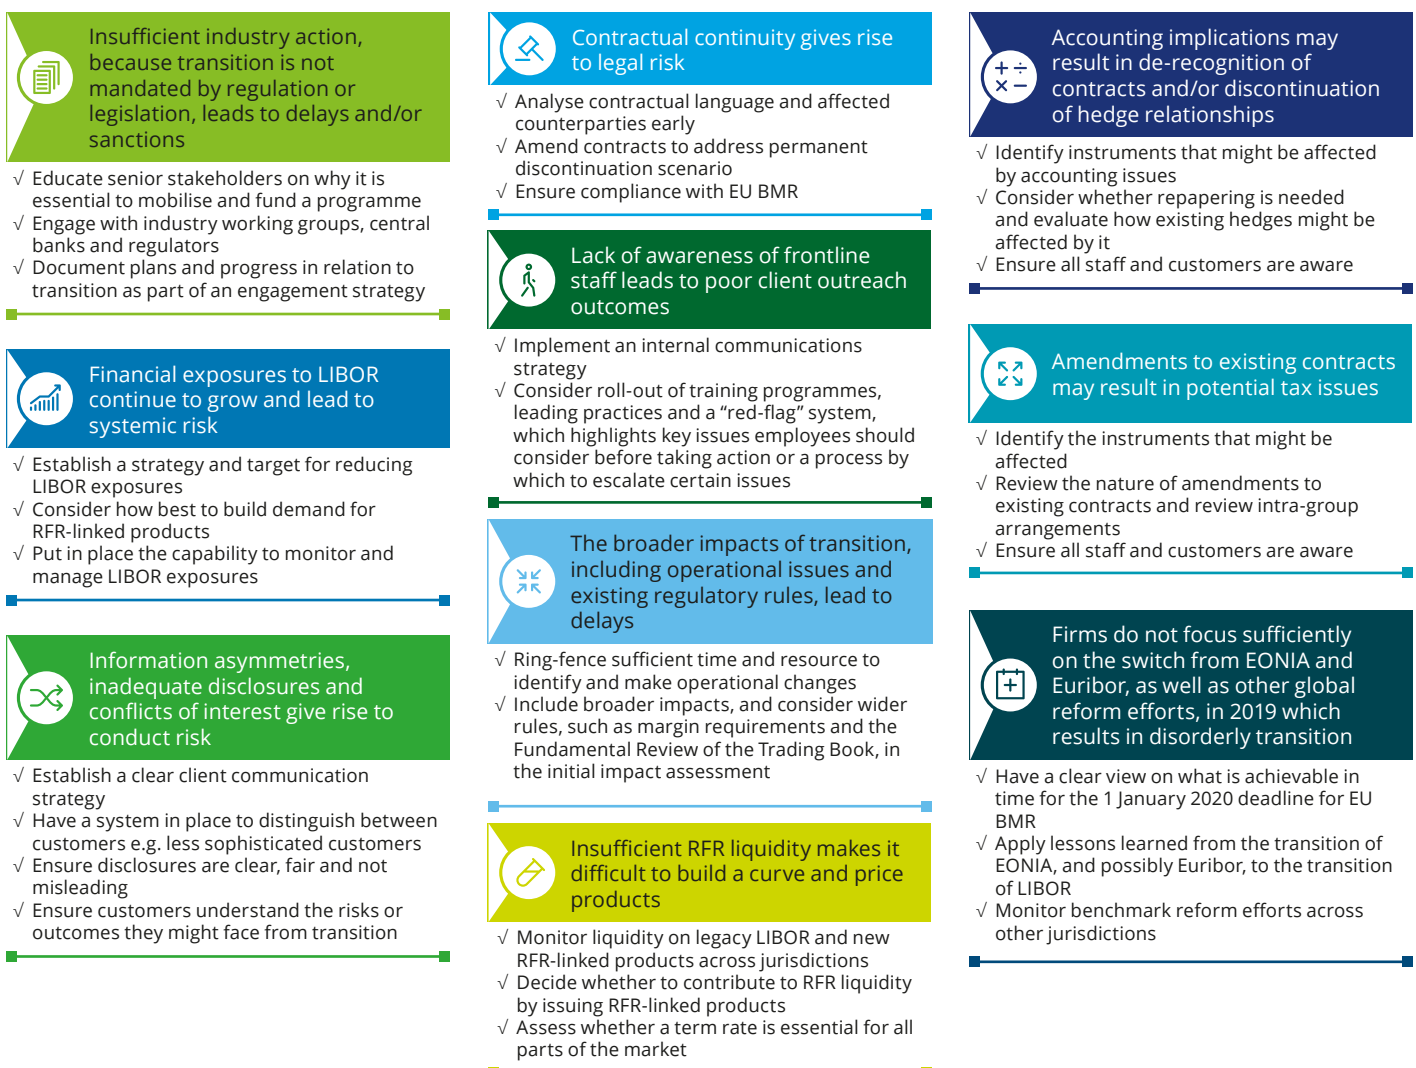 Insufficient industry action,
because transition is not
mandated by regulation or
legislation, leads to delays and/or
sanctions
√ Educate senior stakeholders on why it is
essential to mobilise and fund a programme
√ Engage with industry working groups, central
banks and regulators
√ Document plans and progress in relation to
transition as part of an engagement strategy
Financial exposures to LIBOR
continue to grow and lead to
systemic risk
√ Establish a strategy and target for reducing
LIBOR exposures
√ Consider how best to build demand for
RFR-linked products
√ Put in place the capability to monitor and
manage LIBOR exposures
Information asymmetries,
inadequate disclosures and
conflicts of interest give rise to
conduct risk
√ Establish a clear client communication
strategy
√ Have a system in place to distinguish between
customers e.g. less sophisticated customers
√ Ensure disclosures are clear, fair and not
misleading
√ Ensure customers understand the risks or
outcomes they might face from transition
Contractual continuity gives rise
to legal risk
√ Analyse contractual language and affected
counterparties early
√ Amend contracts to address permanent
discontinuation scenario
√ Ensure compliance with EU BMR
Lack of awareness of frontline
staff leads to poor client outreach
outcomes
√ Implement an internal communications
strategy
√ Consider roll-out of training programmes,
leading practices and a “red-flag” system,
which highlights key issues employees should
consider before taking action or a process by
which to escalate certain issues
The broader impacts of transition,
including operational issues and
existing regulatory rules, lead to
delays
√ Ring-fence sufficient time and resource to
identify and make operational changes
√ Include broader impacts, and consider wider
rules, such as margin requirements and the
Fundamental Review of the Trading Book, in
the initial impact assessment
Insufficient RFR liquidity makes it
difficult to build a curve and price
products
√ Monitor liquidity on legacy LIBOR and new
RFR-linked products across jurisdictions
√ Decide whether to contribute to RFR liquidity
by issuing RFR-linked products
√ Assess whether a term rate is essential for all
parts of the market
Accounting implications may
result in de-recognition of
contracts and/or discontinuation
of hedge relationships
√ Identify instruments that might be affected
by accounting issues
√ Consider whether repapering is needed
and evaluate how existing hedges might be
affected by it
√ Ensure all staff and customers are aware
Amendments to existing contracts
may result in potential tax issues
√ Identify the instruments that might be
affected
√ Review the nature of amendments to
existing contracts and review intra-group
arrangements
√ Ensure all staff and customers are aware
Firms do not focus sufficiently
on the switch from EONIA and
Euribor, as well as other global
reform efforts, in 2019 which
results in disorderly transition
√ Have a clear view on what is achievable in
time for the 1 January 2020 deadline for EU
BMR
√ Apply lessons learned from the transition of
EONIA, and possibly Euribor, to the transition
of LIBOR
√ Monitor benchmark reform efforts across
other jurisdictions